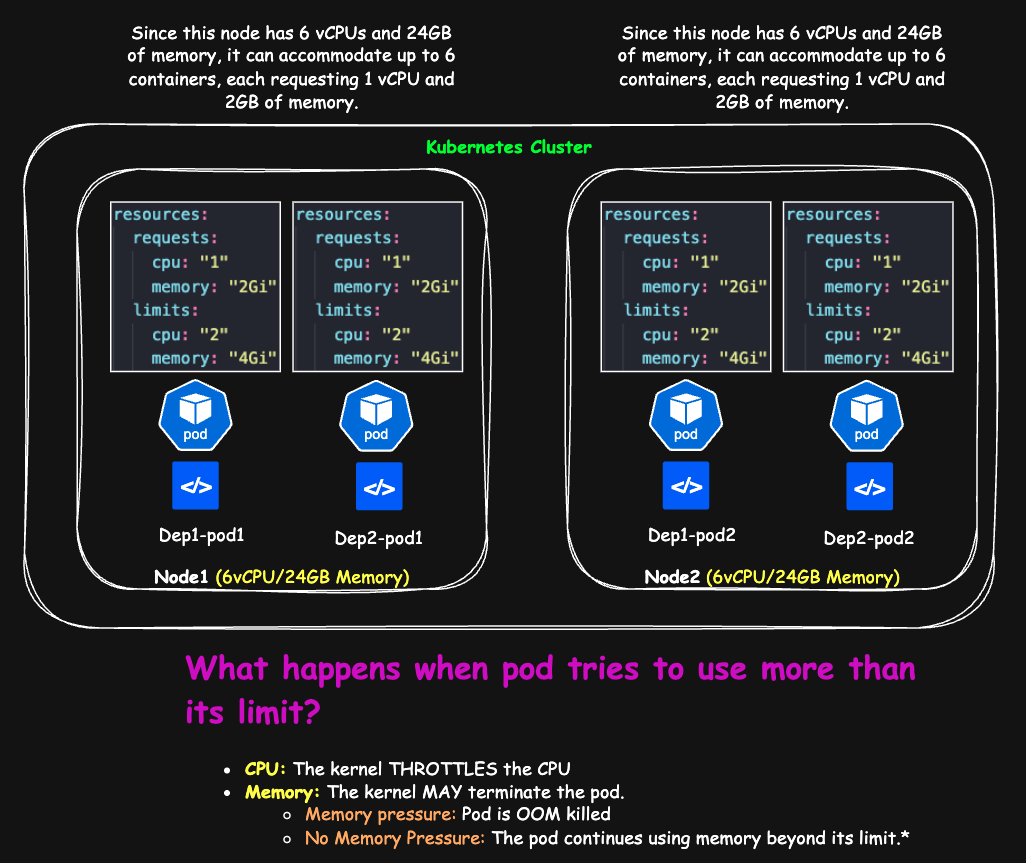 Since this node has 6 vCPUs and 24GB
of memory, it can accommodate up to 6
containers, each requesting 1 vCPU and
2GB of memory.
Since this node has 6 vCPUs and 24GB
of memory, it can accommodate up to 6
containers, each requesting 1 vCPU and
2GB of memory.
Kubernetes Cluster
resources:
requests:
cpu: "1"
memory: "2Gi"
limits:
cpu: "2"
memory: "4Gi"
resources:
requests:
cpu: "1"
memory: "2Gi"
limits:
cpu: "2"
memory: "4Gi"
resources:
requests:
cpu: "1"
memory: "2Gi"
limits:
cpu: "2"
memory: "4Gi"
resources:
requests:
cpu: "1"
memory: "2Gi"
limits:
cpu: "2"
memory: "4Gi"
pod
pod
pod
pod
</>
</>
</>
</>
Dep1-pod1
Dep2-pod1
Dep1-pod2
Dep2-pod2
Node1 (6vCPU/24GB Memory)
Node2 (6vCPU/24GB Memory)
What happens when pod tries to use more than
its limit?
• CPU: The kernel THROTTLES the CPU
• Memory: The kernel MAY terminate the pod.
◦ Memory pressure: Pod is OOM killed
◦ No Memory Pressure: The pod continues using memory beyond its limit.*